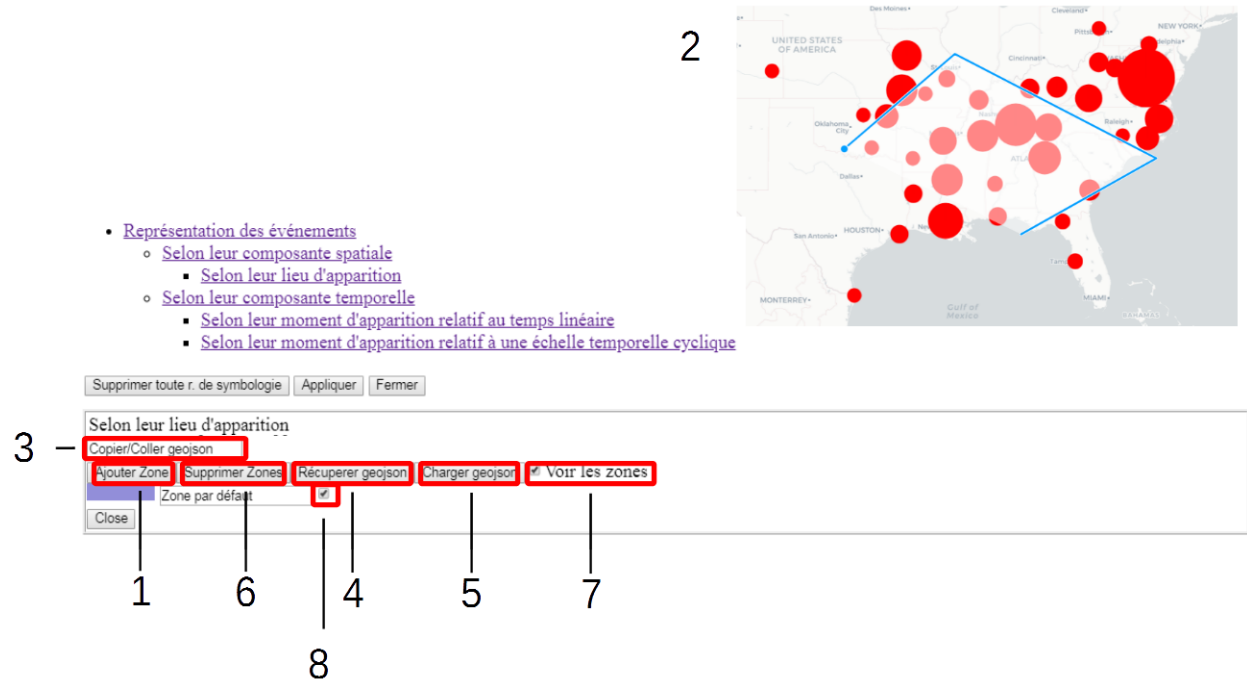 2
Des Moines
Cleveland
NEW YORK
UNITED STATES
OF AMERICA
Cincinnati
Oklahoma
City
Raleigh
Dallas
San Antonio
HOUSTON
MONTERREY
Gulf of
Mexico
MIAMI
BAHAMAS
Représentation des événements
Selon leur composante spatiale
Selon leur lieu d'apparition
Selon leur composante temporelle
Selon leur moment d'apparition relatif au temps linéaire
Selon leur moment d'apparition relatif à une échelle temporelle cyclique
Supprimer toute r. de symbologie Appliquer Fermer
Selon leur lieu d'apparition
3
Copier/Coller geojson
Ajouter Zone Supprimer Zones Récuperer geojson Charger geojson Voir les zones
Zone par défaut
Close
1 6 4 5 7
8